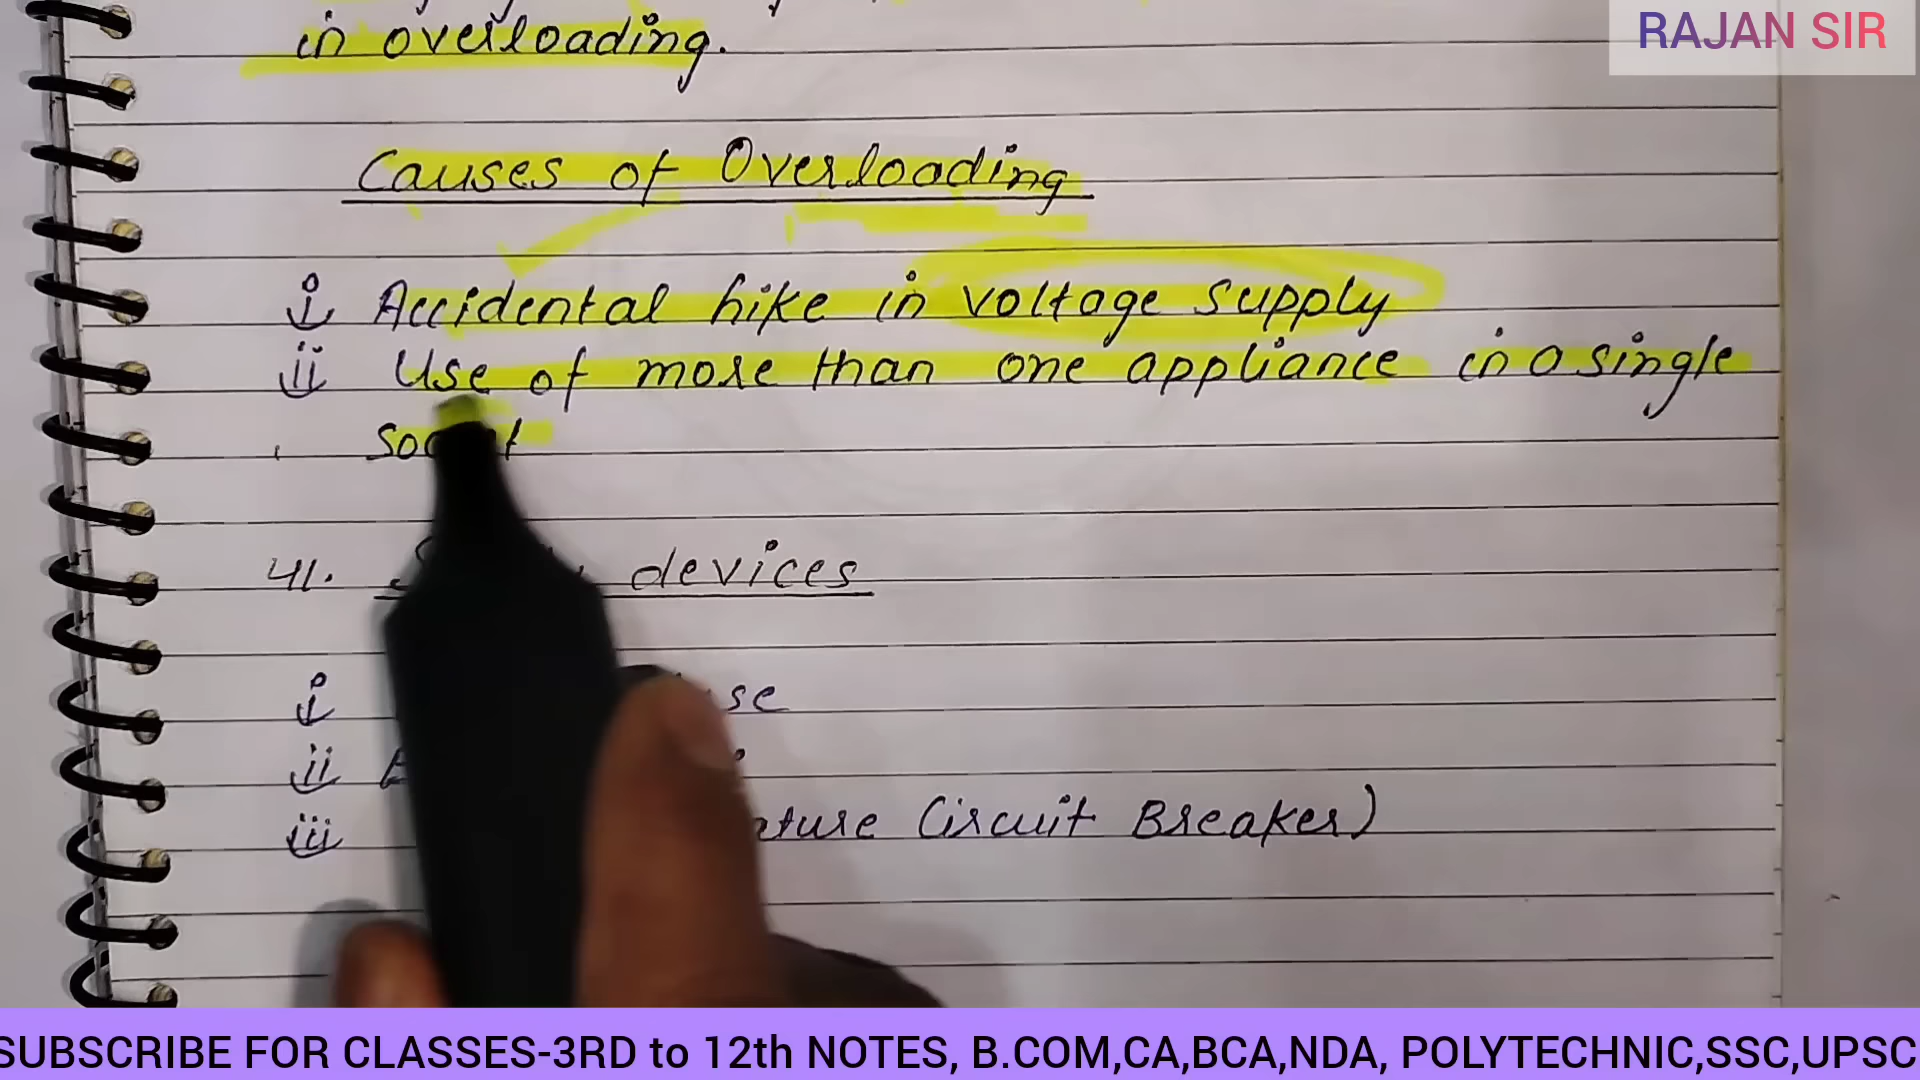 in overloading.
RAJAN SIR
Causes of Overloading
i Accidental hike in voltage supply
ii Use of more than one appliance in a single
41. devices
i
ii
iii Circuit Breaker)
SUBSCRIBE FOR CLASSES-3RD to 12th NOTES, B.COM,CA,BCA,NDA, POLYTECHNIC,SSC,UPSC